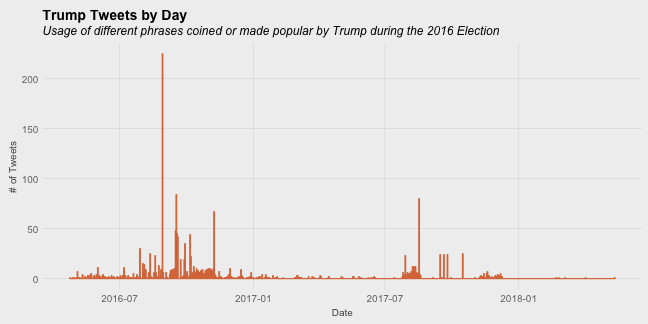 Trump Tweets by Day
Usage of different phrases coined or made popular by Trump during the 2016 Election
200
150
100
50
0
# of Tweets
2016-07 2017-01 2017-07 2018-01
Date